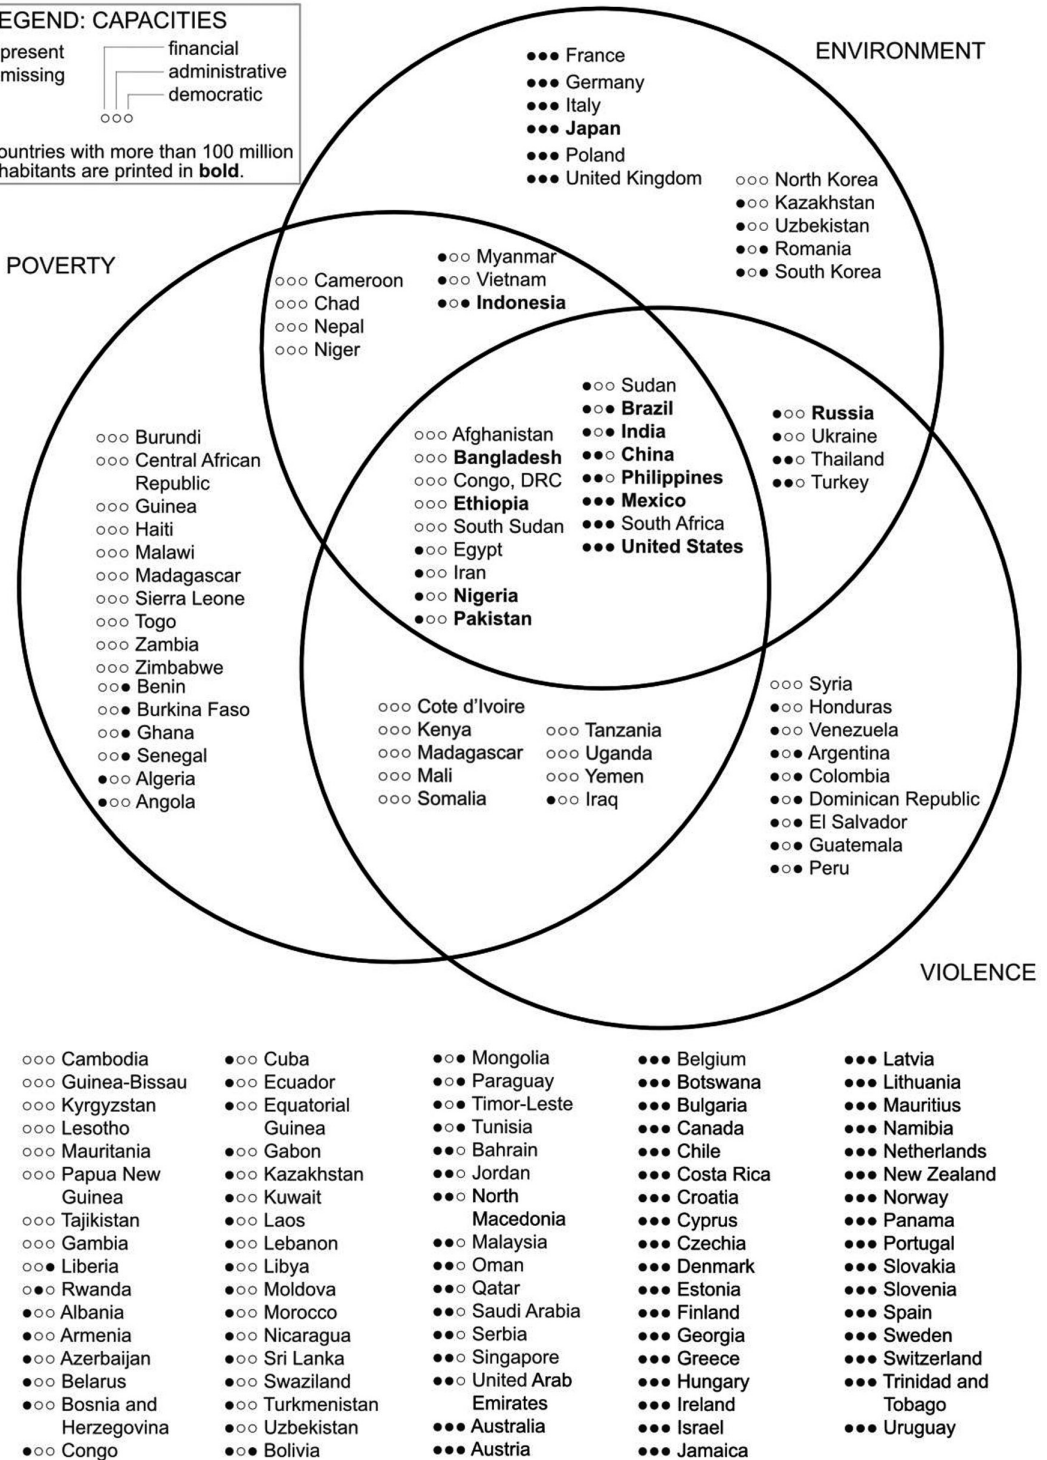 EGEND: CAPACITIES
present
missing
financial
administrative
democratic
○○○
ountries with more than 100 million
habitants are printed in bold.
ENVIRONMENT
●●● France
●●● Germany
●●● Italy
●●● Japan
●●● Poland
●●● United Kingdom
○○○ North Korea
●○○ Kazakhstan
●○○ Uzbekistan
●○● Romania
●○● South Korea
POVERTY
○○○ Cameroon
○○○ Chad
○○○ Nepal
○○○ Niger
●○○ Myanmar
●○○ Vietnam
●○● Indonesia
○○○ Burundi
○○○ Central African
Republic
○○○ Guinea
○○○ Haiti
○○○ Malawi
○○○ Madagascar
○○○ Sierra Leone
○○○ Togo
○○○ Zambia
○○○ Zimbabwe
○○● Benin
○○● Burkina Faso
○○● Ghana
○○● Senegal
●○○ Algeria
●○○ Angola
○○○ Afghanistan
○○○ Bangladesh
○○○ Congo, DRC
○○○ Ethiopia
○○○ South Sudan
●○○ Egypt
●○○ Iran
●○○ Nigeria
●○○ Pakistan
●○○ Sudan
●○● Brazil
●○● India
●●○ China
●●○ Philippines
●●● Mexico
●●● South Africa
●●● United States
●○○ Russia
●○○ Ukraine
●●○ Thailand
●●○ Turkey
○○○ Cote d'Ivoire
○○○ Kenya
○○○ Madagascar
○○○ Mali
○○○ Somalia
○○○ Tanzania
○○○ Uganda
○○○ Yemen
●○○ Iraq
○○○ Syria
●○○ Honduras
●○○ Venezuela
●○● Argentina
●○● Colombia
●○● Dominican Republic
●○● El Salvador
●○● Guatemala
●○● Peru
VIOLENCE
○○○ Cambodia
○○○ Guinea-Bissau
○○○ Kyrgyzstan
○○○ Lesotho
○○○ Mauritania
○○○ Papua New
Guinea
○○○ Tajikistan
○○○ Gambia
○○● Liberia
○●○ Rwanda
●○○ Albania
●○○ Armenia
●○○ Azerbaijan
●○○ Belarus
●○○ Bosnia and
Herzegovina
●○○ Congo
●○○ Cuba
●○○ Ecuador
●○○ Equatorial
Guinea
●○○ Gabon
●○○ Kazakhstan
●○○ Kuwait
●○○ Laos
●○○ Lebanon
●○○ Libya
●○○ Moldova
●○○ Morocco
●○○ Nicaragua
●○○ Sri Lanka
●○○ Swaziland
●○○ Turkmenistan
●○○ Uzbekistan
●○● Bolivia
●○● Mongolia
●○● Paraguay
●○● Timor-Leste
●○● Tunisia
●●○ Bahrain
●●○ Jordan
●●○ North
Macedonia
●●○ Malaysia
●●○ Oman
●●○ Qatar
●●○ Saudi Arabia
●●○ Serbia
●●○ Singapore
●●○ United Arab
Emirates
●●● Australia
●●● Austria
●●● Belgium
●●● Botswana
●●● Bulgaria
●●● Canada
●●● Chile
●●● Costa Rica
●●● Croatia
●●● Cyprus
●●● Czechia
●●● Denmark
●●● Estonia
●●● Finland
●●● Georgia
●●● Greece
●●● Hungary
●●● Ireland
●●● Israel
●●● Jamaica
●●● Latvia
●●● Lithuania
●●● Mauritius
●●● Namibia
●●● Netherlands
●●● New Zealand
●●● Norway
●●● Panama
●●● Portugal
●●● Slovakia
●●● Slovenia
●●● Spain
●●● Sweden
●●● Switzerland
●●● Trinidad and
Tobago
●●● Uruguay